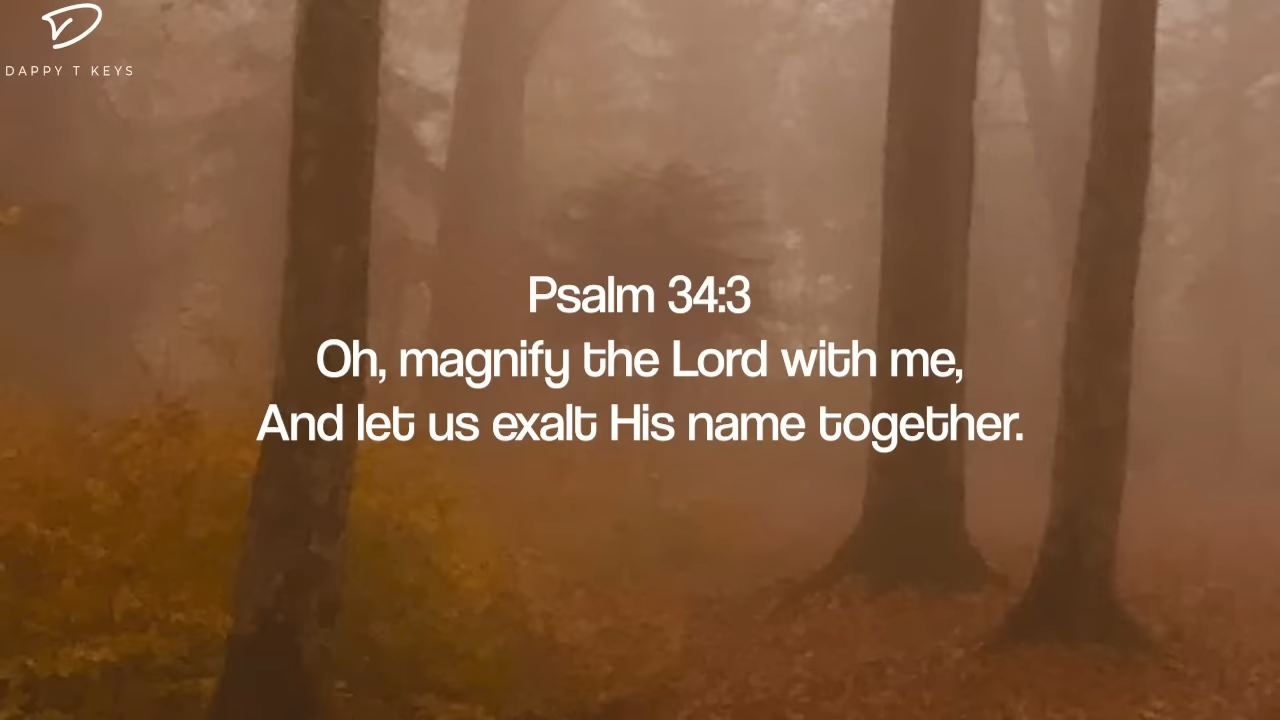 DAPPY T KEYS
Psalm 34:3
Oh, magnify the Lord with me,
And let us exalt His name together.